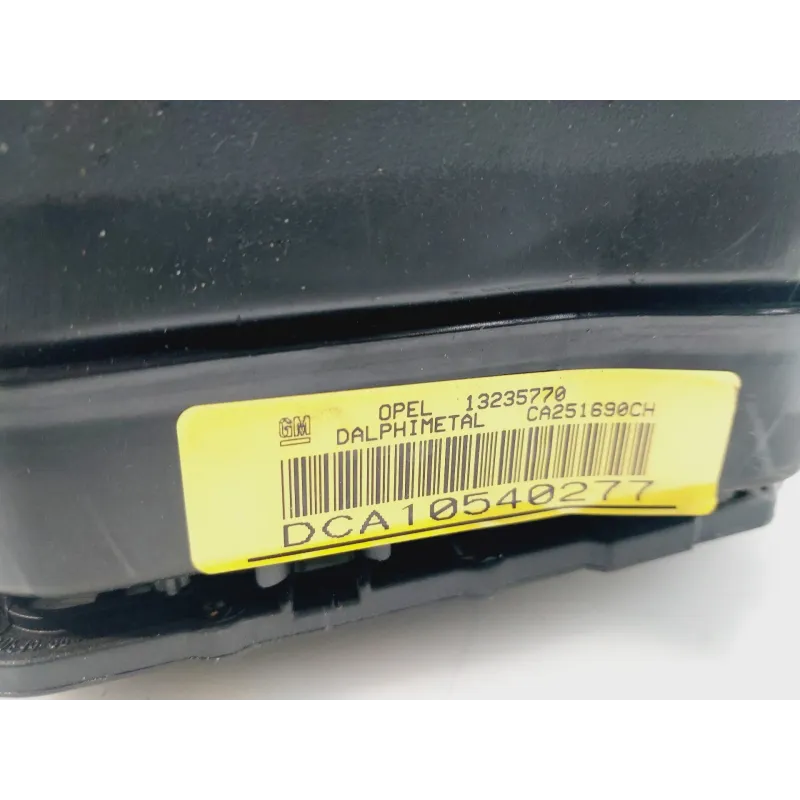 GM
OPEL 13235770
DALPHIMETAL CA251690CH
DCA10540277